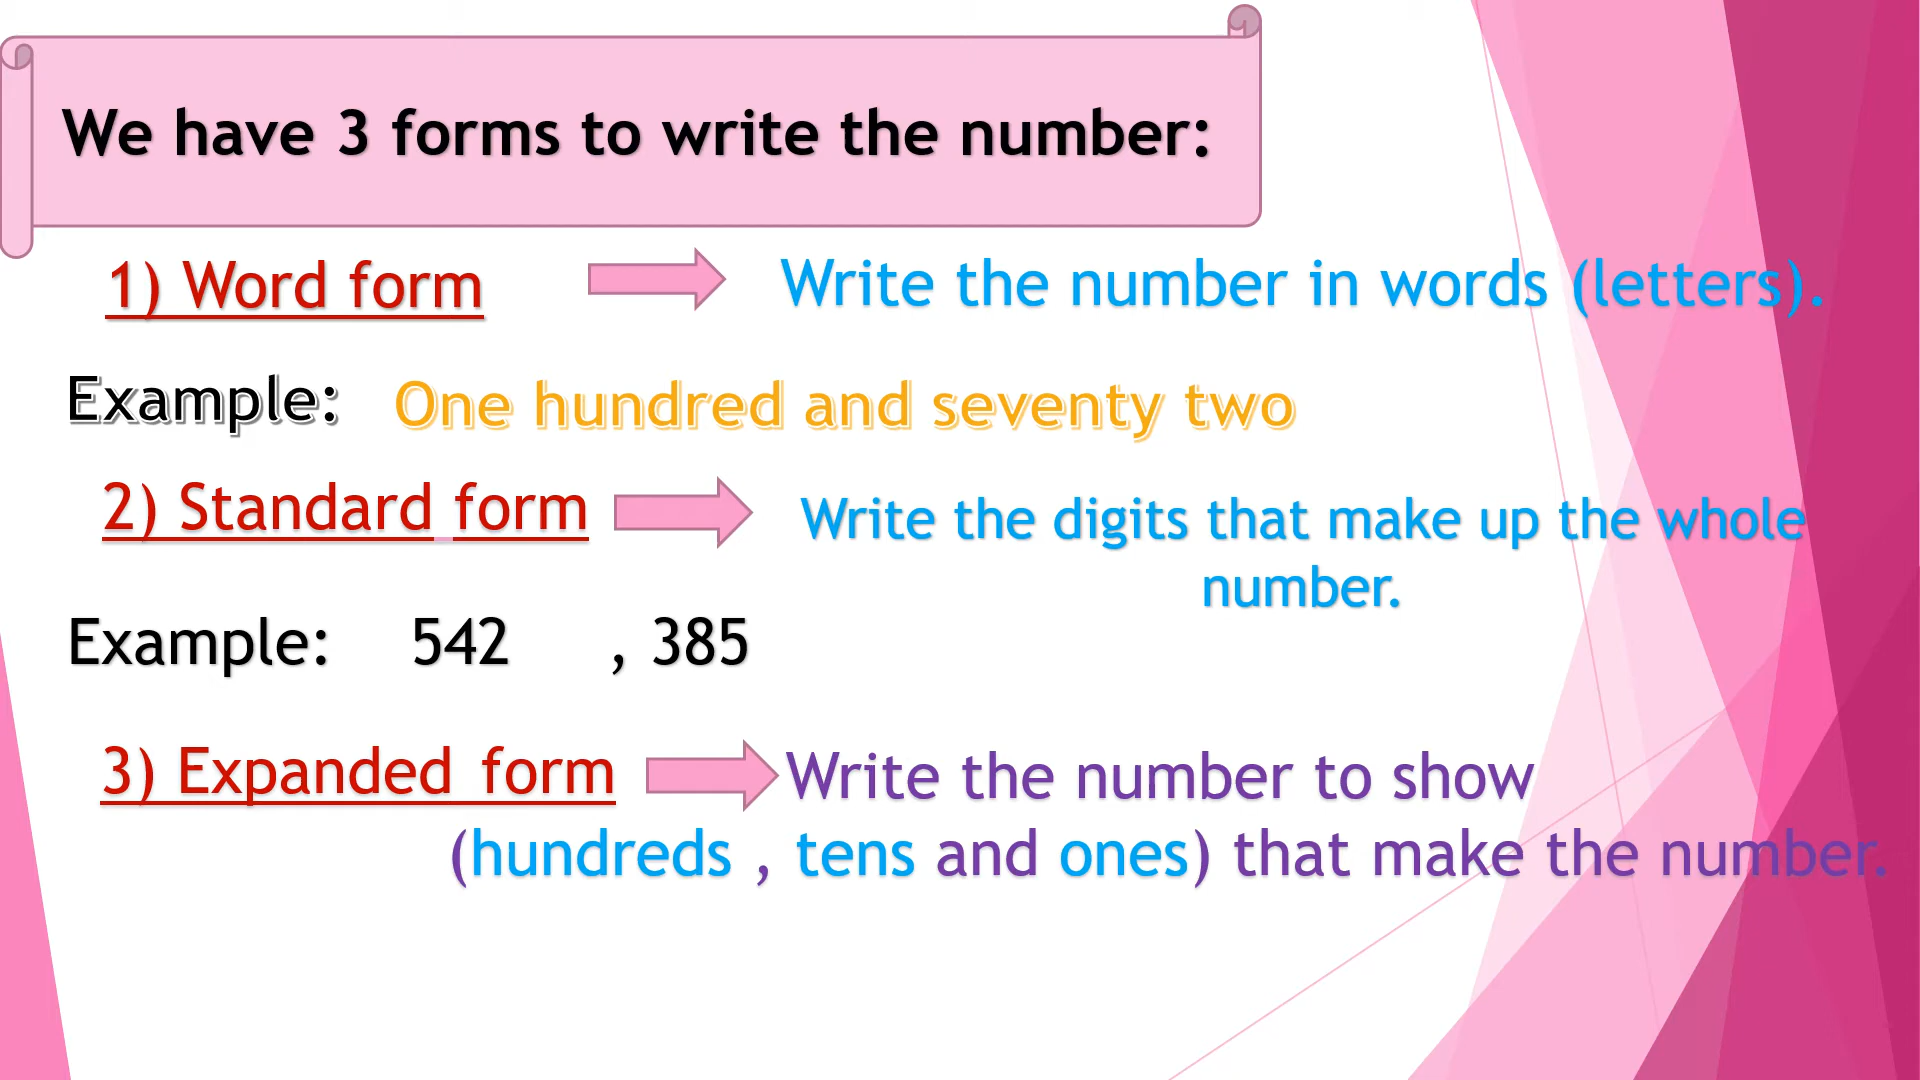 We have 3 forms to write the number:
1) Word form Write the number in words (letters).
Example: One hundred and seventy two
2) Standard form Write the digits that make up the whole
number.
Example: 542 , 385
3) Expanded form Write the number to show
(hundreds , tens and ones) that make the number.